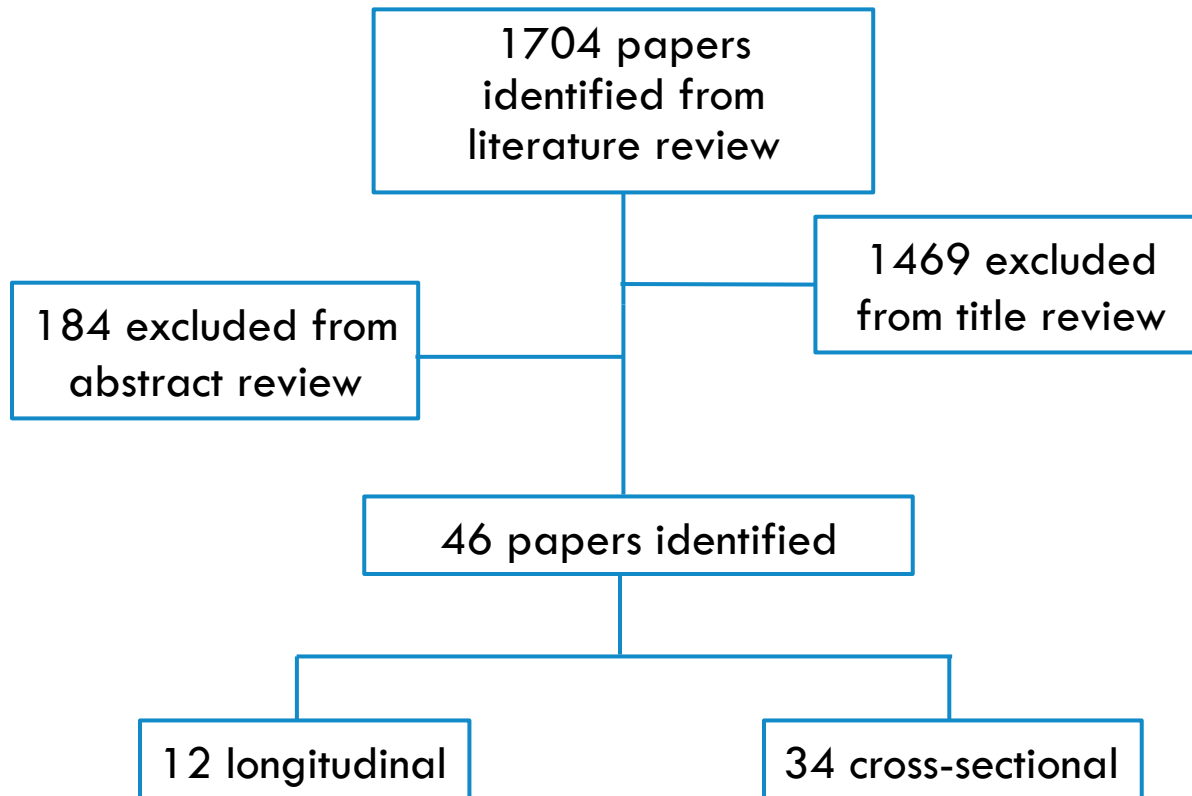 1704 papers
identified from
literature review
1469 excluded
from title review
184 excluded from
abstract review
46 papers identified
12 longitudinal
34 cross-sectional